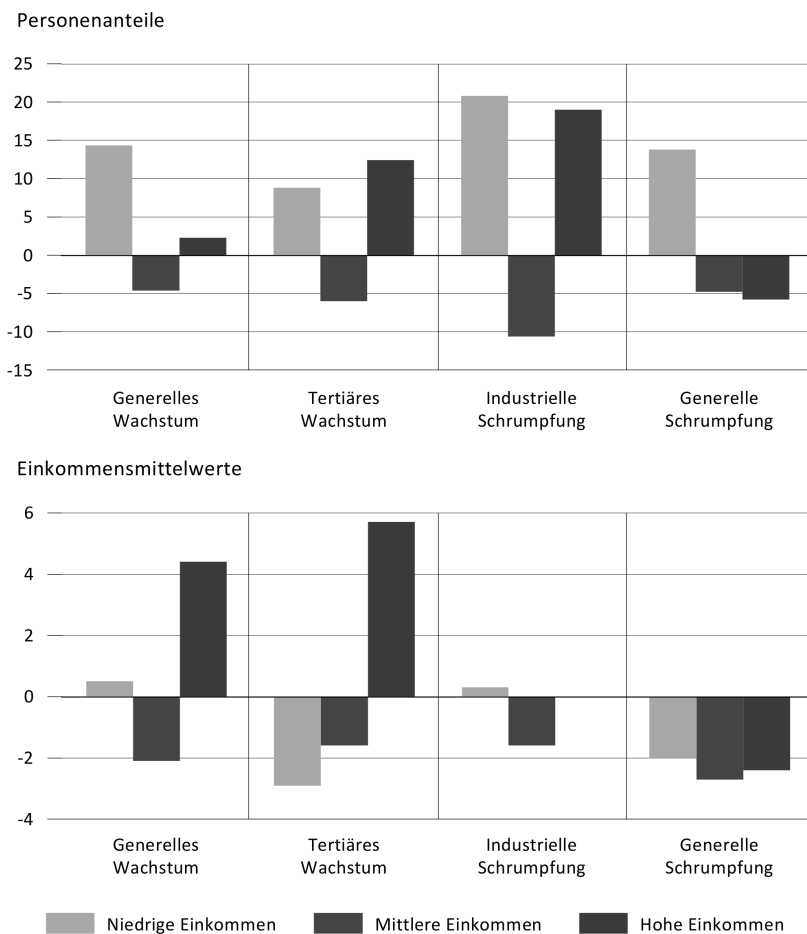 Personenanteile
25
20
15
10
5
0
-5
-10
-15
Generelles Tertiäres Industrielle Generelle
Wachstum Wachstum Schrumpfung Schrumpfung
Einkommensmittelwerte
6
4
2
0
-2
-4
Generelles Tertiäres Industrielle Generelle
Wachstum Wachstum Schrumpfung Schrumpfung
Niedrige Einkommen Mittlere Einkommen Hohe Einkommen